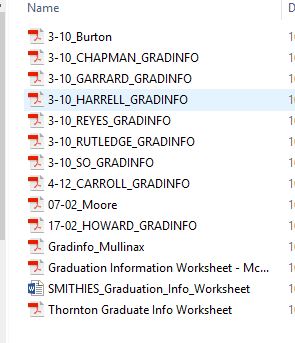 Name
3-10_Burton
3-10_CHAPMAN_GRADINFO
3-10_GARRARD_GRADINFO
3-10_HARRELL_GRADINFO
3-10_REYES_GRADINFO
3-10_RUTLEDGE_GRADINFO
3-10_SO_GRADINFO
4-12_CARROLL_GRADINFO
07-02_Moore
17-02_HOWARD_GRADINFO
Gradinfo_Mullinax
Graduation Information Worksheet - Mc...
SMITHIES_Graduation_Info_Worksheet
Thornton Graduate Info Worksheet